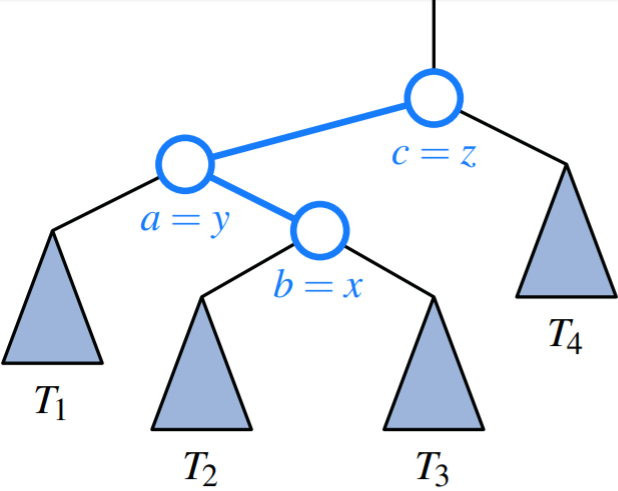 c = z
a = y
b = x
T₄
T₁
T₂
T₃